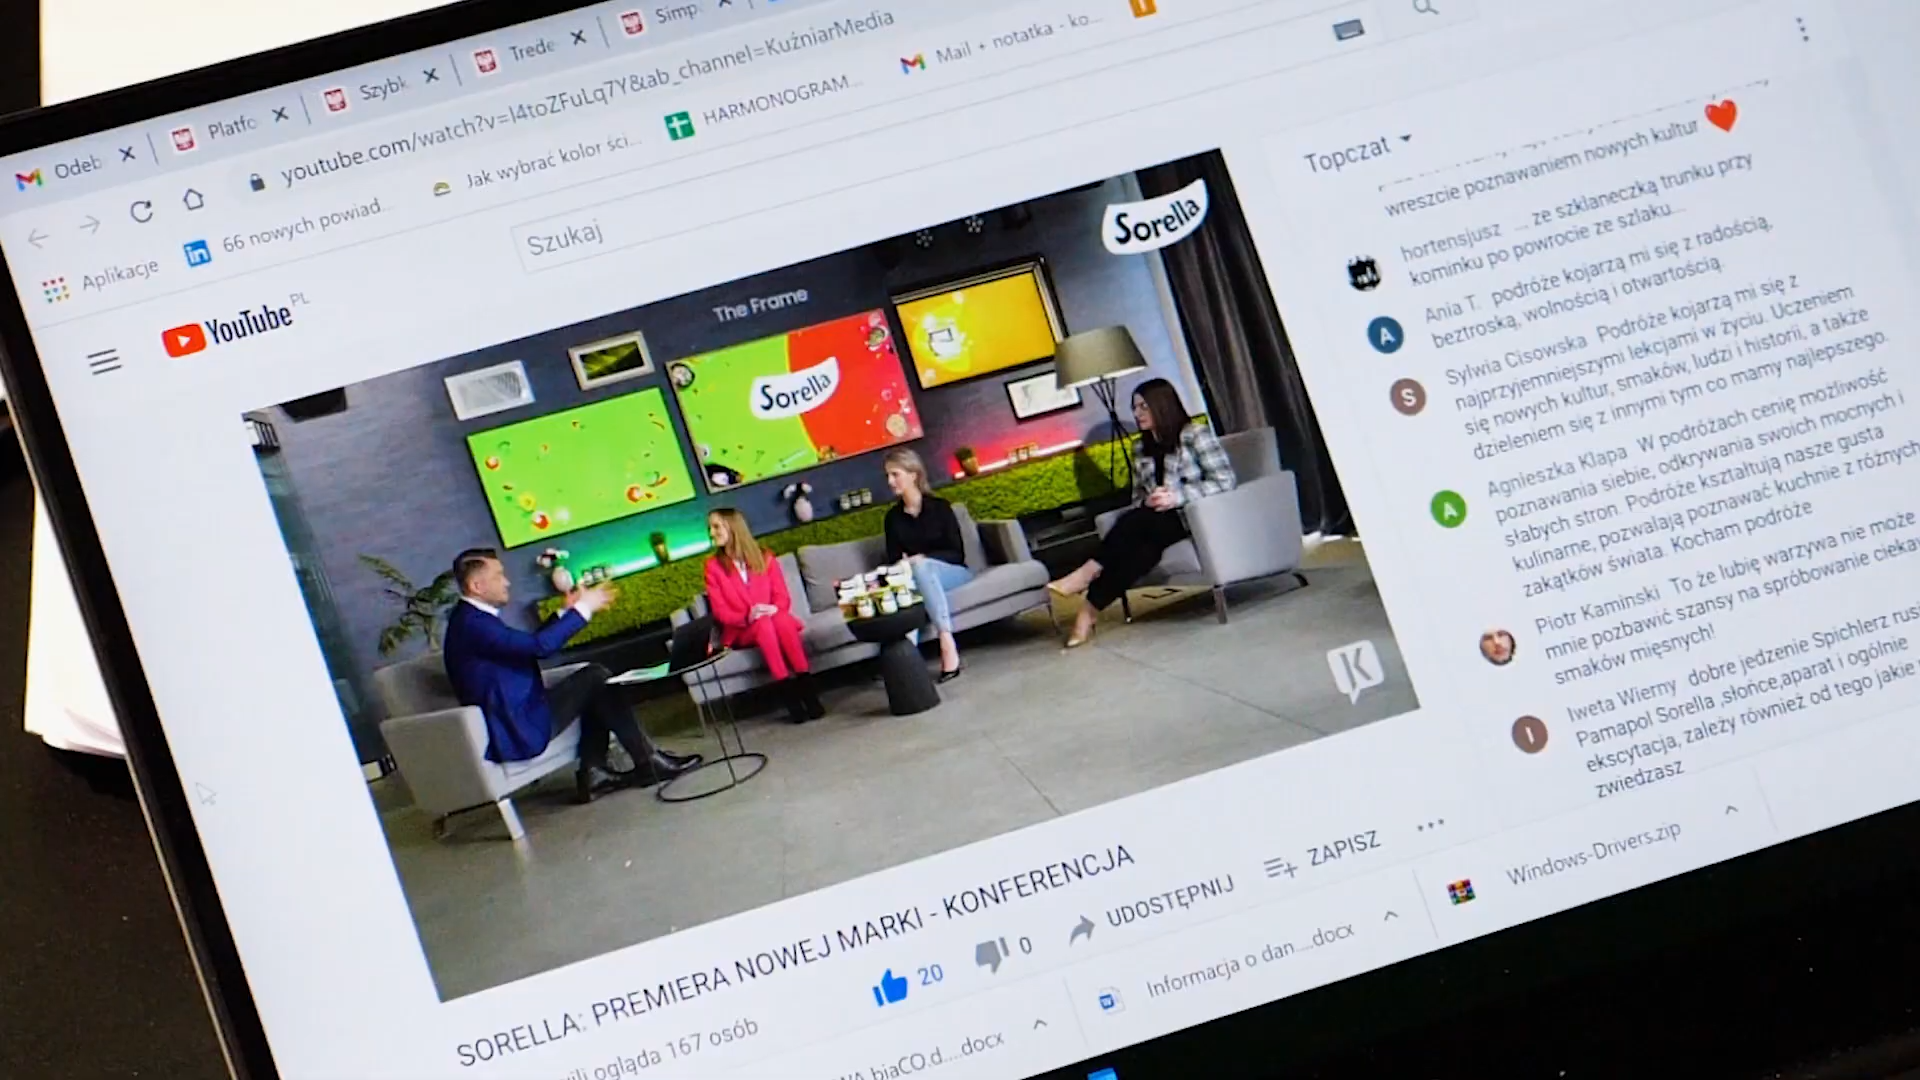 Odeb
Platfo
Szybk
Trede
Simp
youtube.com/watch?v=I4toZFuLq7Y&ab_channel=KuźniarMedia
Aplikacje
66 nowych powiad...
Jak wybrać kolor ści...
HARMONOGRAM...
Mail + notatka - ko...
YouTube PL
Szukaj
Sorella
The Frame
Sorella
SORELLA: PREMIERA NOWEJ MARKI - KONFERENCJA
ogląda 167 osób
20
0
UDOSTĘPNIJ
ZAPISZ
Topczat
wreszcie poznawaniem nowych kultur ❤
hortensjusz ... ze szklaneczką trunku przy
kominku po powrocie ze szlaku...
Ania T. podróże kojarzą mi się z radością,
beztroską, wolnością i otwartością.
Sylwia Cisowska Podróże kojarzą mi się z
najprzyjemniejszymi lekcjami w życiu. Uczeniem
się nowych kultur, smaków, ludzi i historii, a także
dzieleniem się z innymi tym co mamy najlepszego.
Agnieszka Klapa W podróżach cenię możliwość
poznawania siebie, odkrywania swoich mocnych i
słabych stron. Podróże kształtują nasze gusta
kulinarne, pozwalają poznawać kuchnie z różnych
zakątków świata. Kocham podróże
Piotr Kaminski To że lubię warzywa nie może
mnie pozbawić szansy na spróbowanie
smaków mięsnych!
Iweta Wierny dobre jedzenie Spichlerz
Pamapol Sorella ,słońce,aparat i ogólnie
ekscytacja, zależy również od tego jakie
zwiedzasz
biaCO.d....docx
Informacja o dan....docx
Windows-Drivers.zip